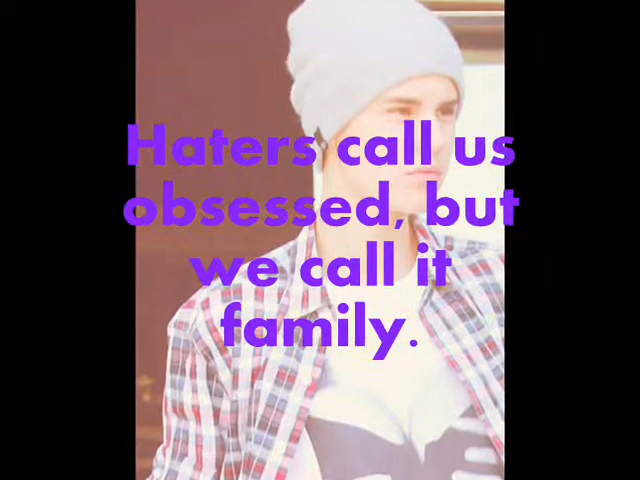 Haters call us
obsessed, but
we call it
family.